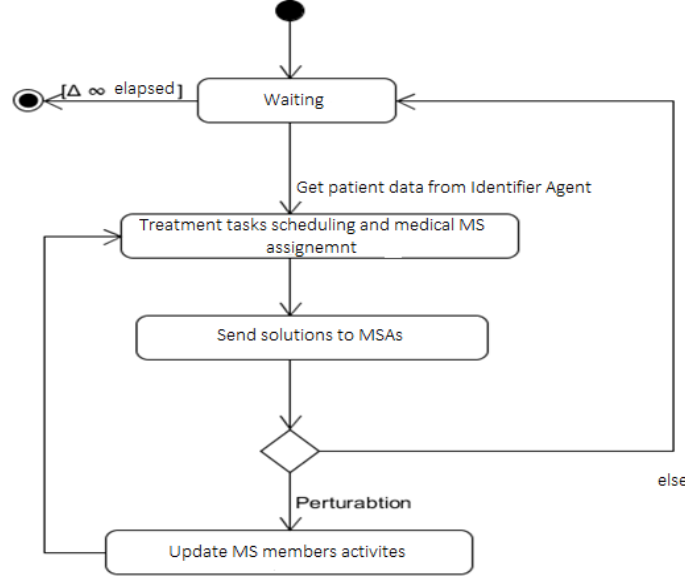 [Δ ∞ elapsed]
Waiting
Get patient data from Identifier Agent
Treatment tasks scheduling and medical MS
assignemnt
Send solutions to MSAs
else
Perturabtion
Update MS members activites